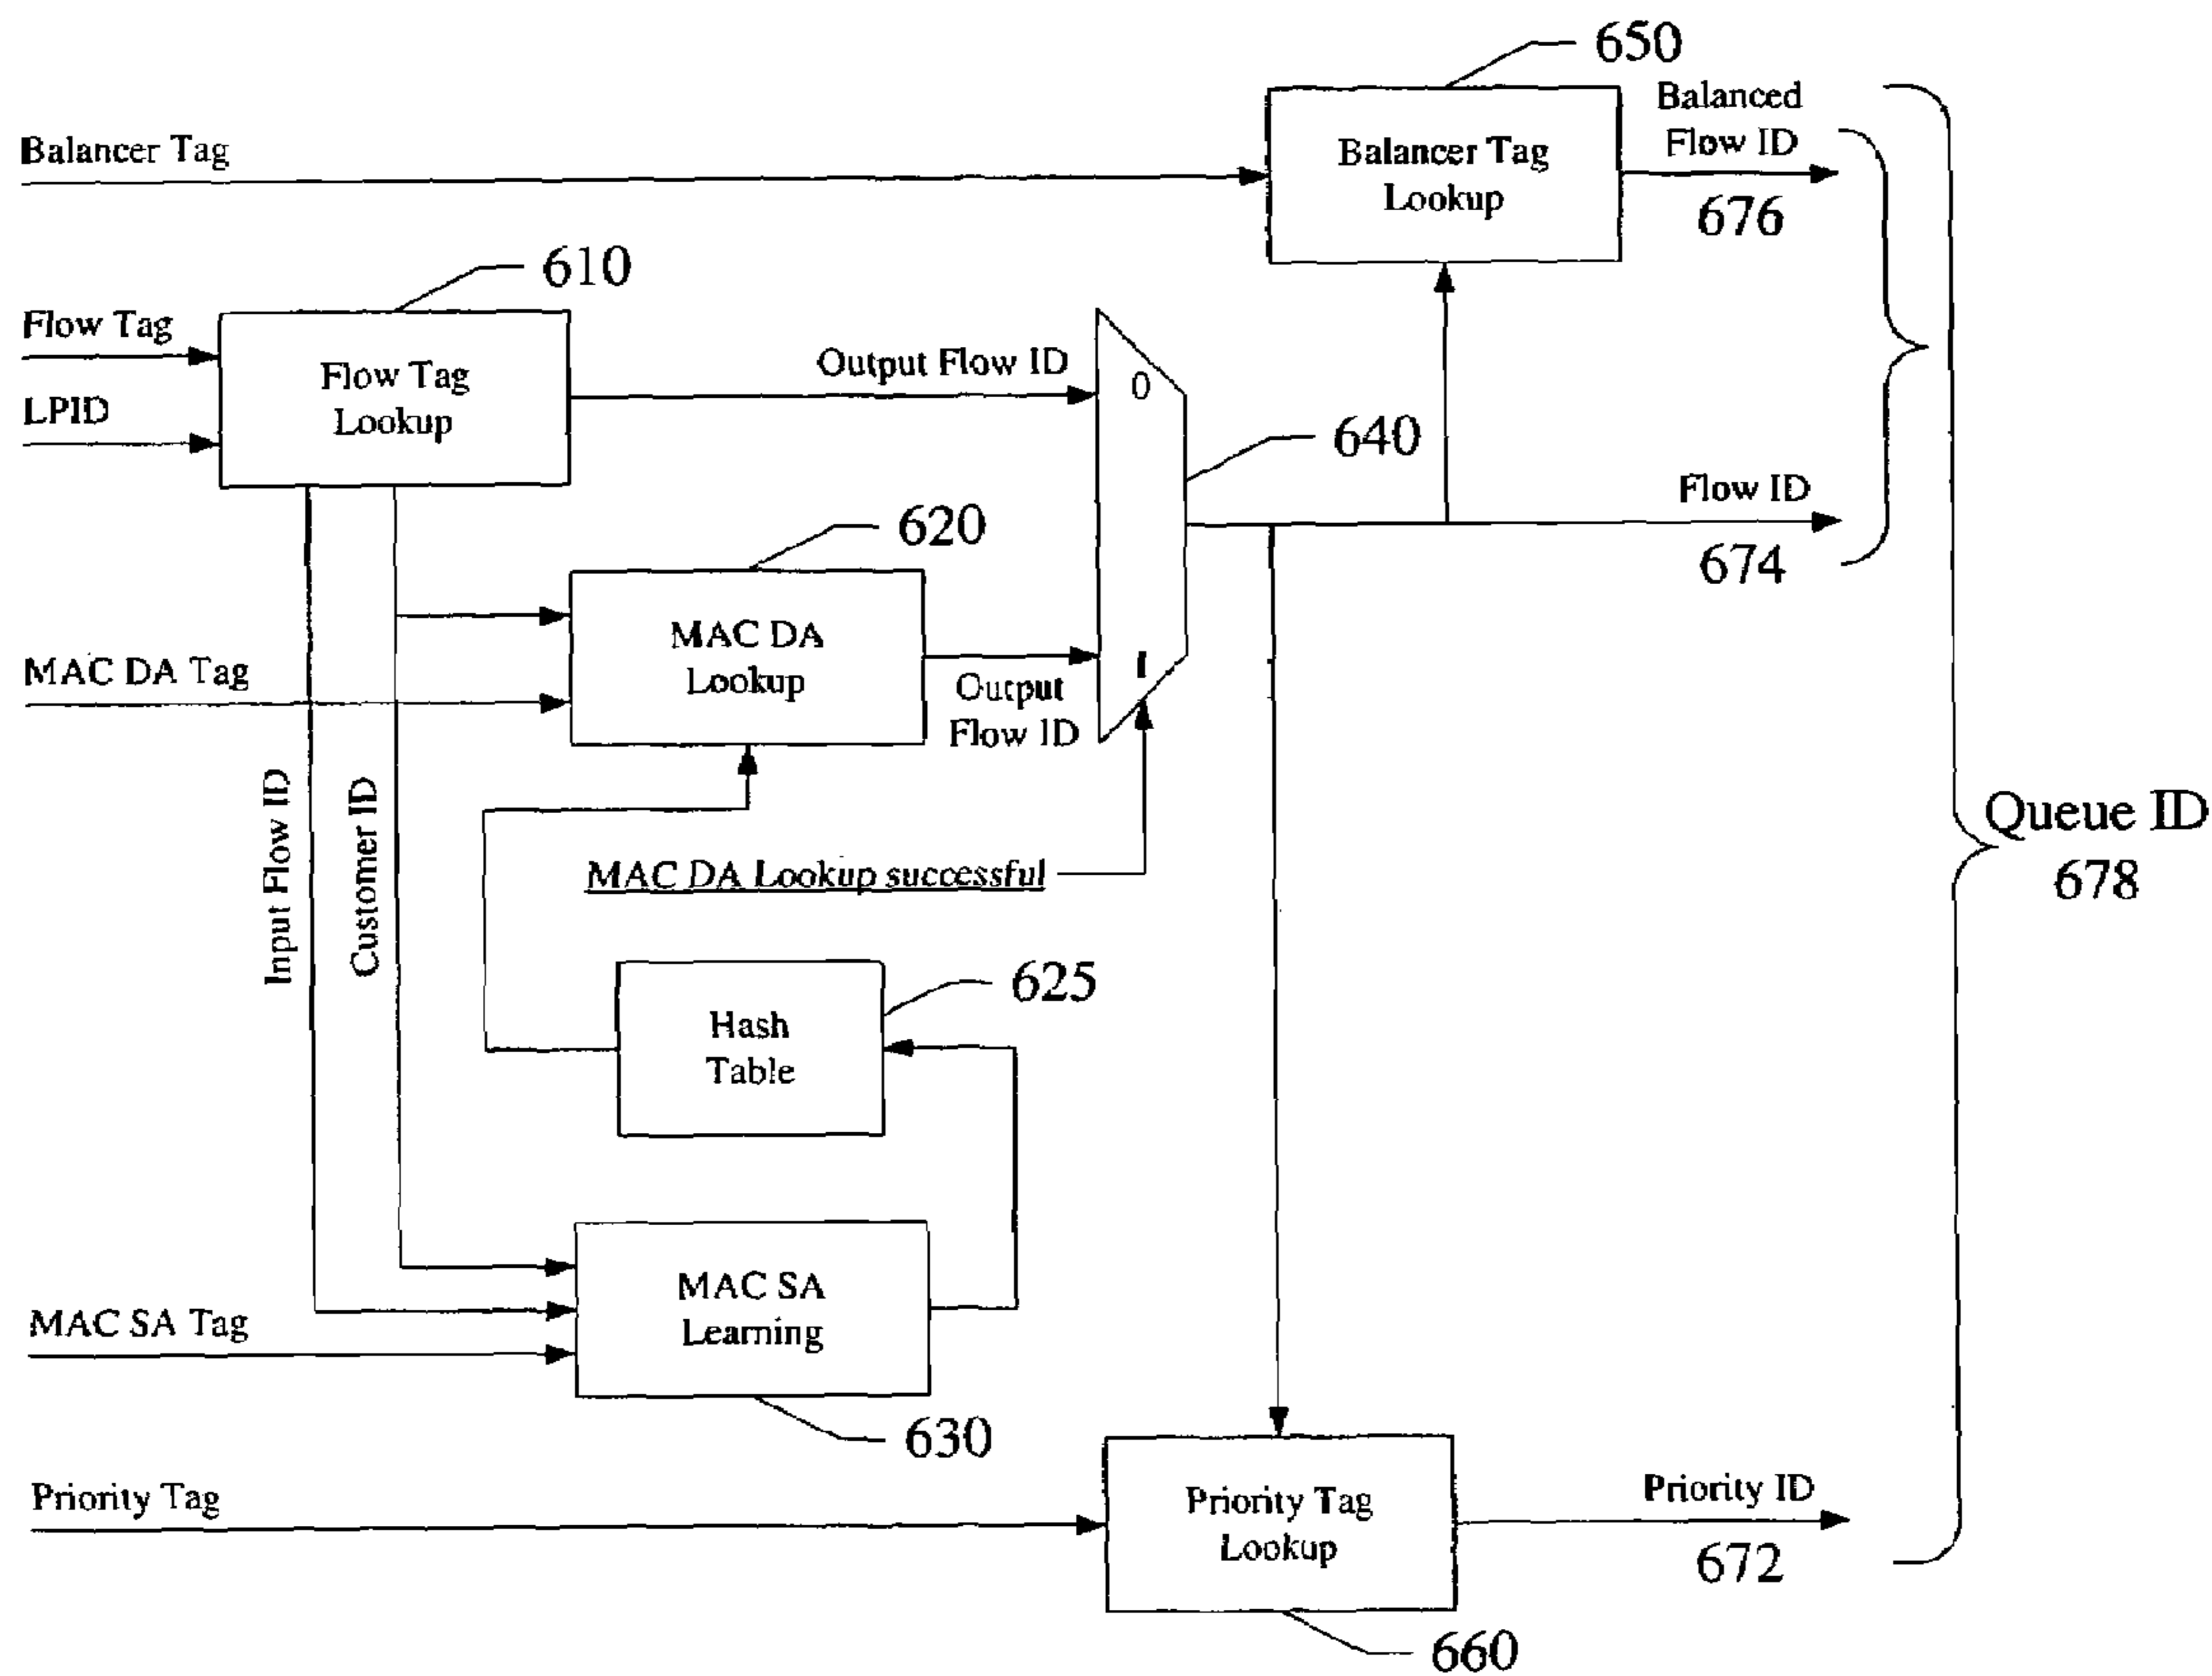 650
Balanced
Flow ID
Balancer Tag
Balancer Tag
Lookup
676
610
Flow Tag
LPID
Flow Tag
Lookup
Output Flow ID
0
640
Flow ID
674
620
MAC DA
Lookup
MAC DA Tag
1
Output
Flow ID
Input Flow ID
Customer ID
MAC DA Lookup successful
Queue ID
678
625
Hash
Table
MAC SA
Learning
MAC SA Tag
630
Priority Tag
Priority Tag
Lookup
Priority ID
672
660